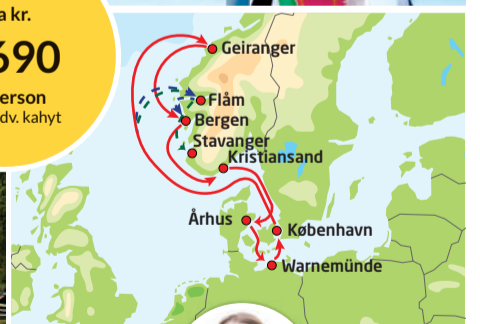 a kr.
690
erson
dv. kahyt
Geiranger
Flåm
Bergen
Stavanger
Kristiansand
Århus
København
Warnemünde